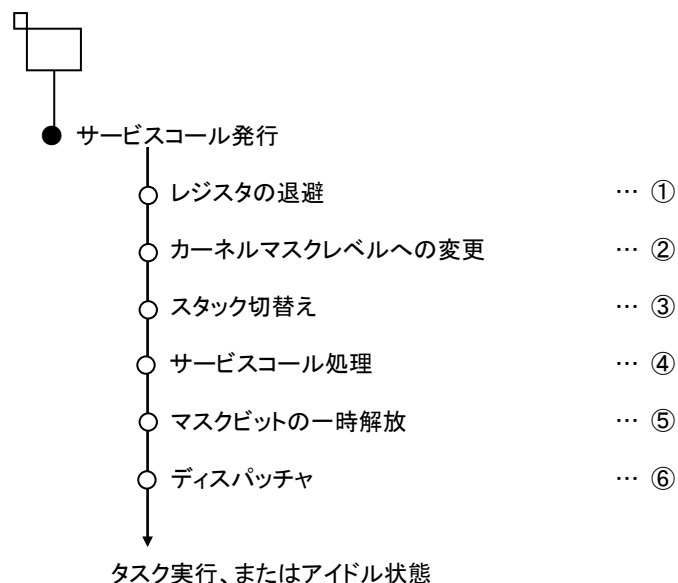 サービスコール発行
レジスタの退避 … ①
カーネルマスクレベルへの変更 … ②
スタック切替え … ③
サービスコール処理 … ④
マスクビットの一時解放 … ⑤
ディスパッチャ … ⑥
タスク実行、またはアイドル状態